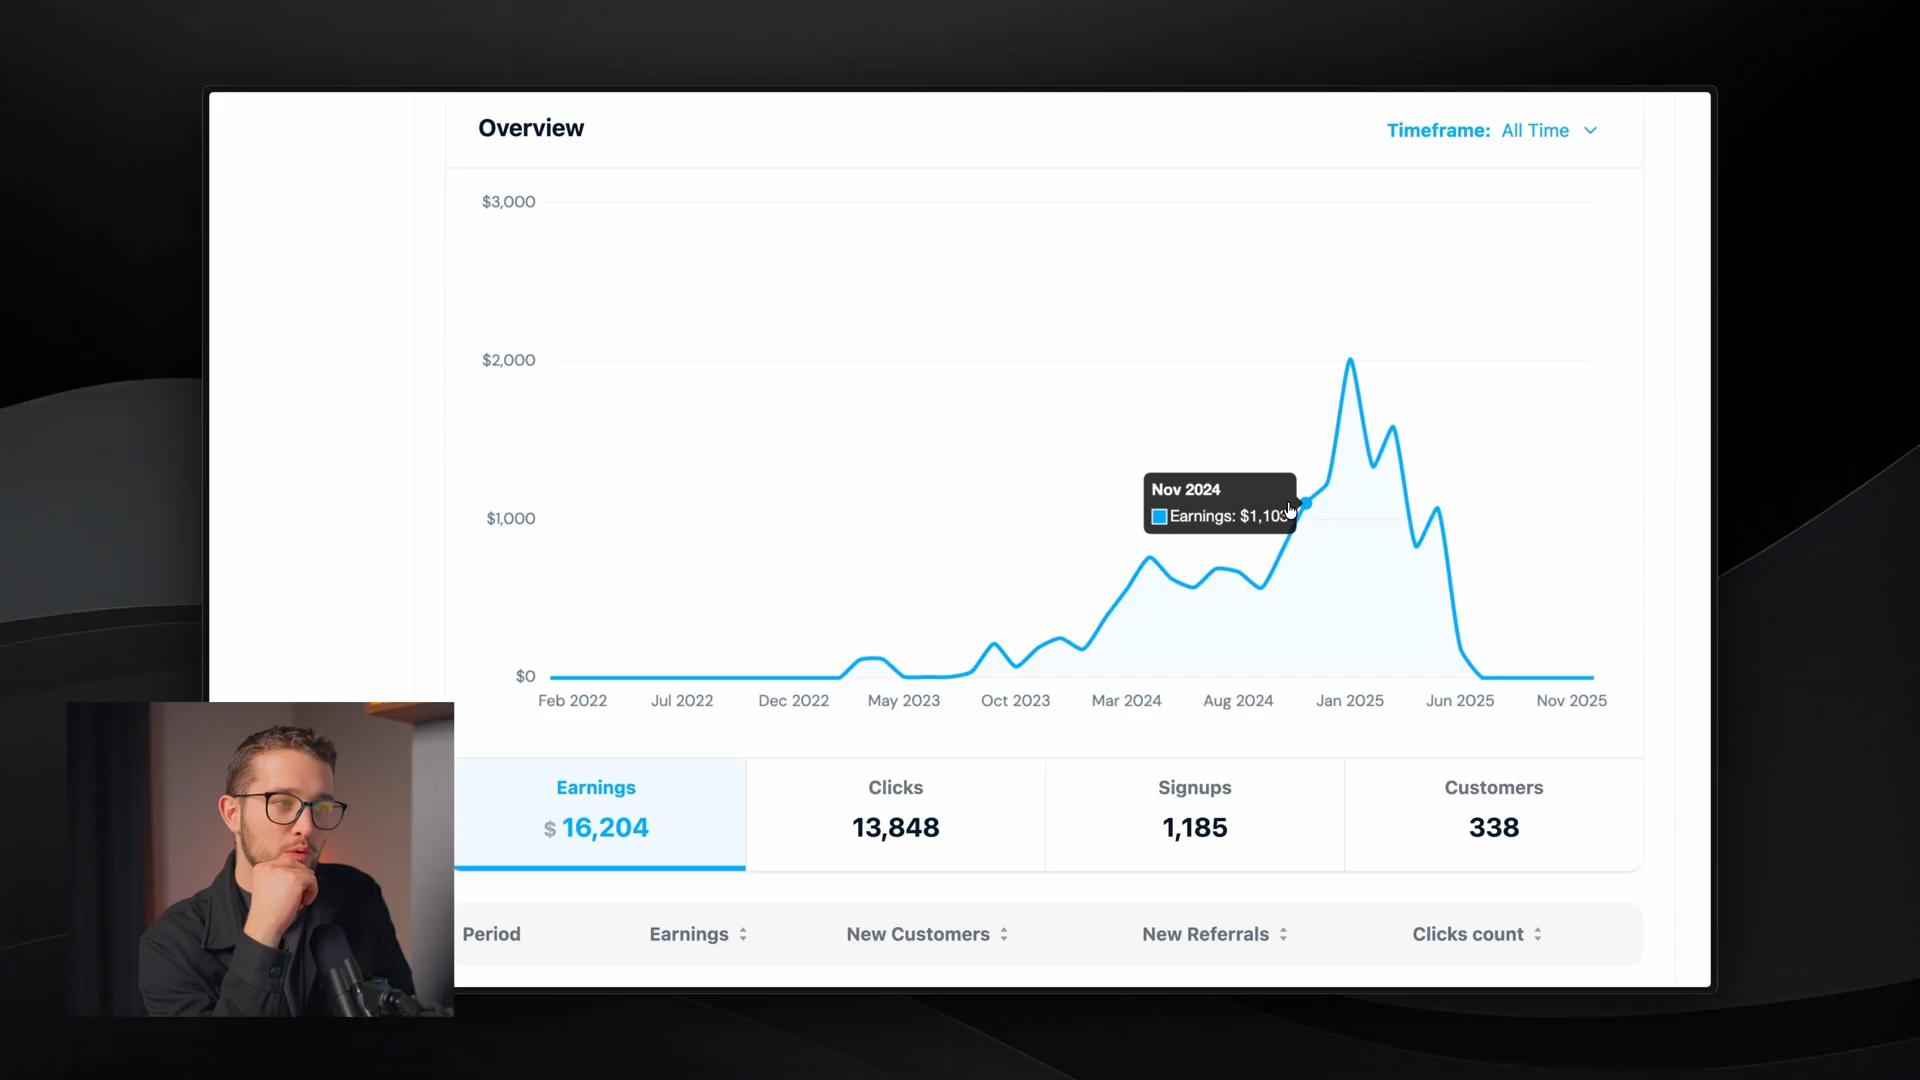 Overview
Timeframe: All Time
$3,000
$2,000
$1,000
$0
Nov 2024
Earnings: $1,103
Feb 2022 Jul 2022 Dec 2022 May 2023 Oct 2023 Mar 2024 Aug 2024 Jan 2025 Jun 2025 Nov 2025
Earnings Clicks Signups Customers
$ 16,204 13,848 1,185 338
Period Earnings New Customers New Referrals Clicks count